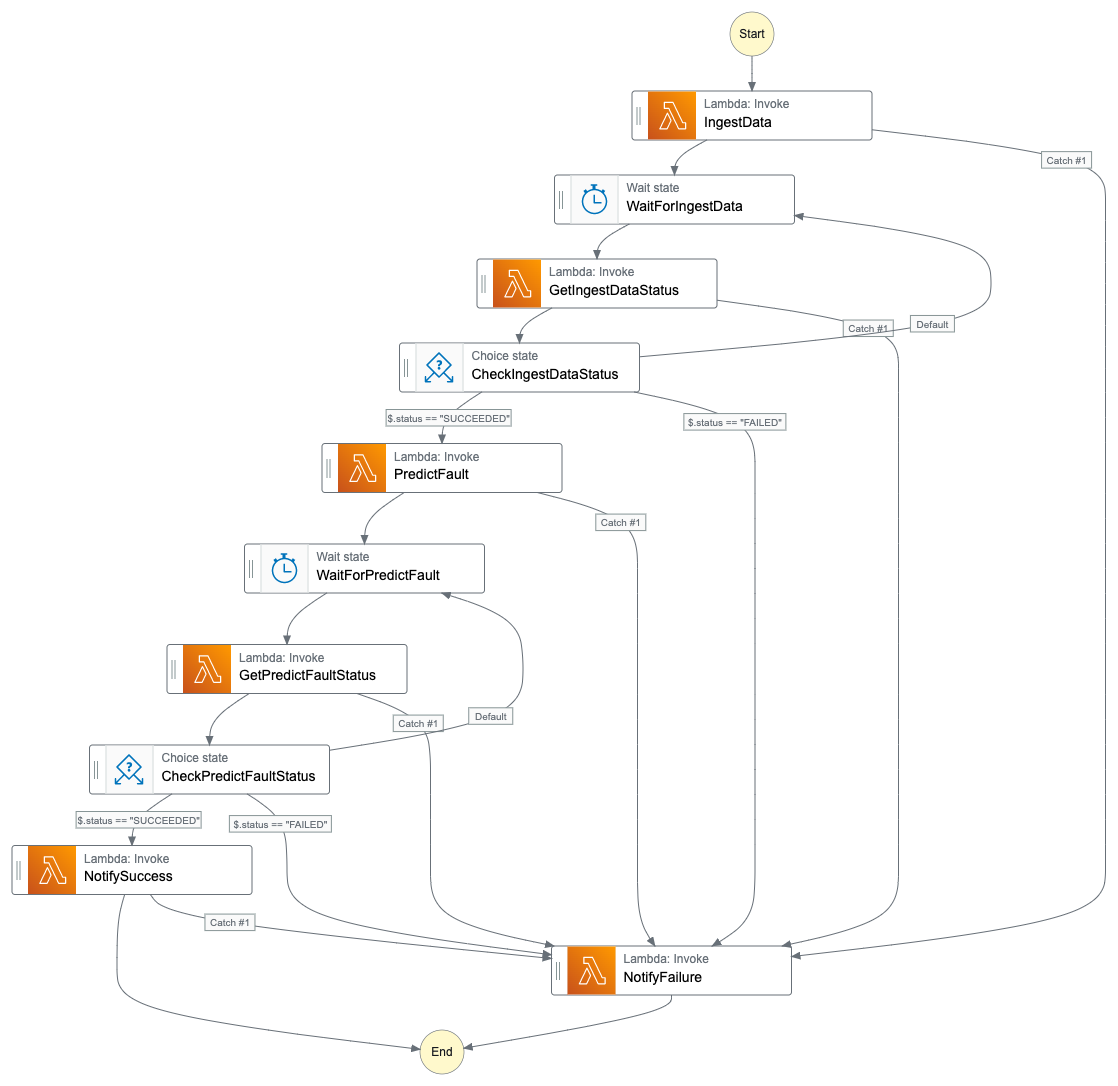 Start
Lambda: Invoke
IngestData
Catch #1
Wait state
WaitForIngestData
Lambda: Invoke
GetIngestDataStatus
Catch #1
Default
Choice state
CheckIngestDataStatus
$.status == "SUCCEEDED"
$.status == "FAILED"
Lambda: Invoke
PredictFault
Catch #1
Wait state
WaitForPredictFault
Lambda: Invoke
GetPredictFaultStatus
Catch #1
Default
Choice state
CheckPredictFaultStatus
$.status == "SUCCEEDED"
$.status == "FAILED"
Lambda: Invoke
NotifySuccess
Catch #1
Lambda: Invoke
NotifyFailure
End